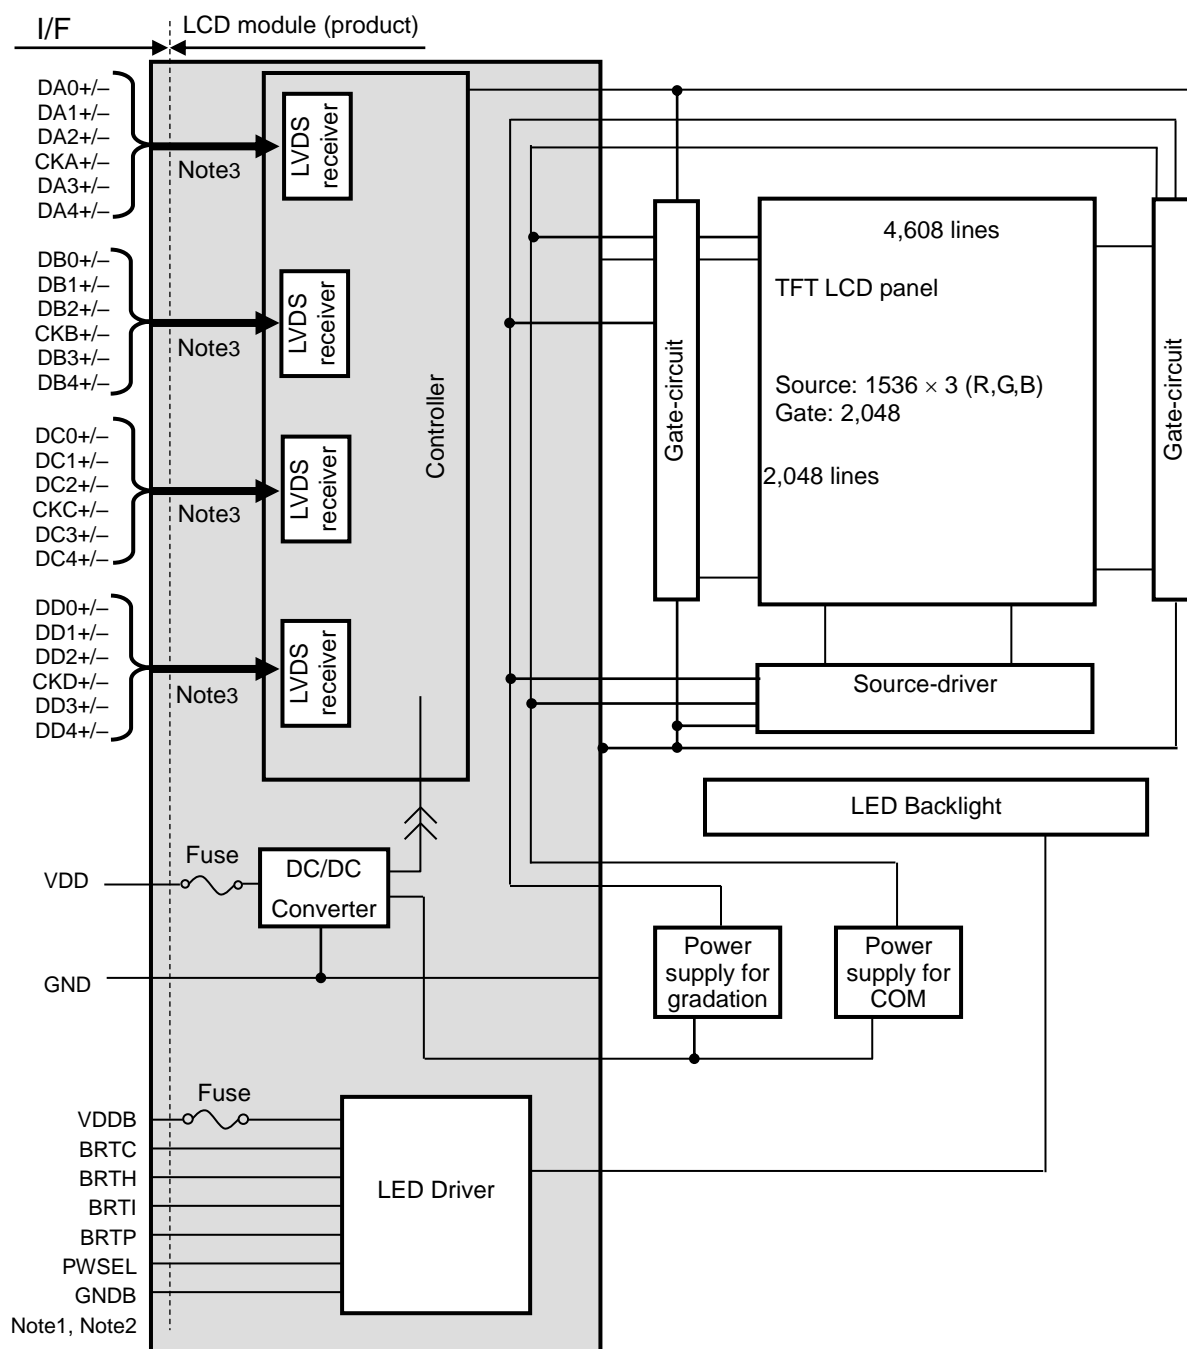 I/F
LCD module (product)
DA0+/–
DA1+/–
DA2+/–
CKA+/–
DA3+/–
DA4+/–
Note3
LVDS
receiver
DB0+/–
DB1+/–
DB2+/–
CKB+/–
DB3+/–
DB4+/–
Note3
LVDS
receiver
DC0+/–
DC1+/–
DC2+/–
CKC+/–
DC3+/–
DC4+/–
Note3
LVDS
receiver
DD0+/–
DD1+/–
DD2+/–
CKD+/–
DD3+/–
DD4+/–
Note3
LVDS
receiver
Controller
Gate-circuit
4,608 lines
TFT LCD panel
Source: 1536 × 3 (R,G,B)
Gate: 2,048
2,048 lines
Gate-circuit
Source-driver
LED Backlight
VDD
Fuse
DC/DC
Converter
GND
Power
supply for
gradation
Power
supply for
COM
Fuse
VDDB
BRTC
BRTH
BRTI
BRTP
PWSEL
GNDB
LED Driver
Note1, Note2